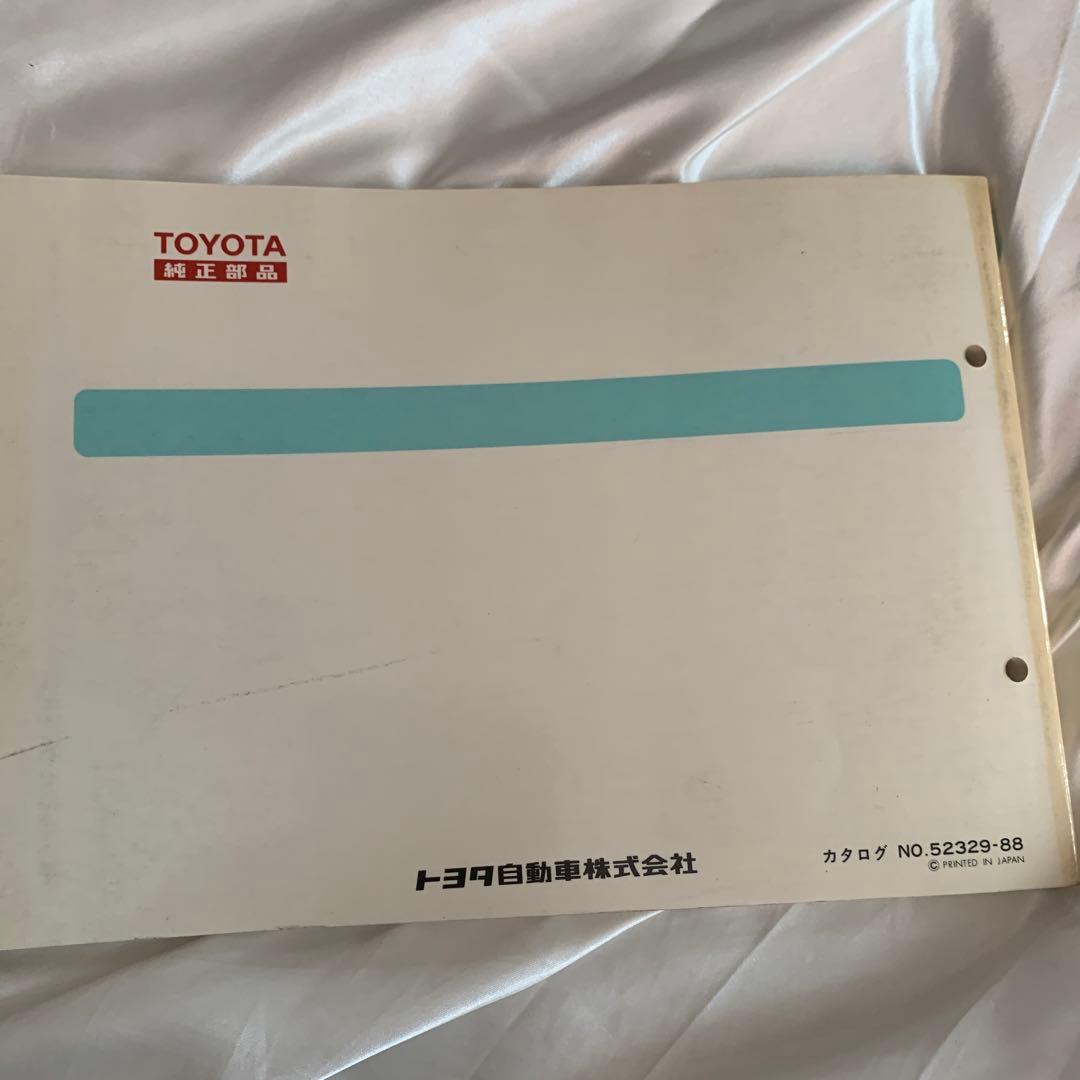 TOYOTA
純正部品
トヨタ自動車株式会社
カタログ NO.52329-88
© PRINTED IN JAPAN